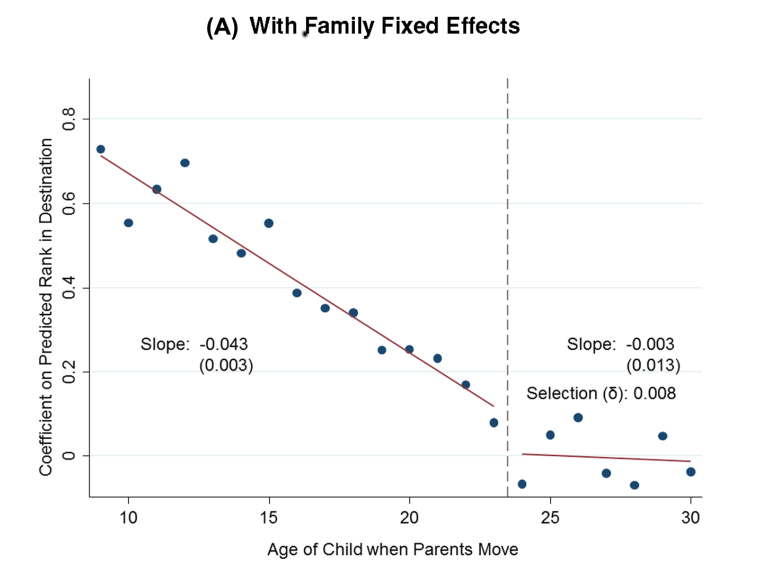 (A) With Family Fixed Effects
Coefficient on Predicted Rank in Destination
0.8
0.6
0.4
0.2
0
Slope: -0.043
(0.003)
Slope: -0.003
(0.013)
Selection (δ): 0.008
10 15 20 25 30
Age of Child when Parents Move